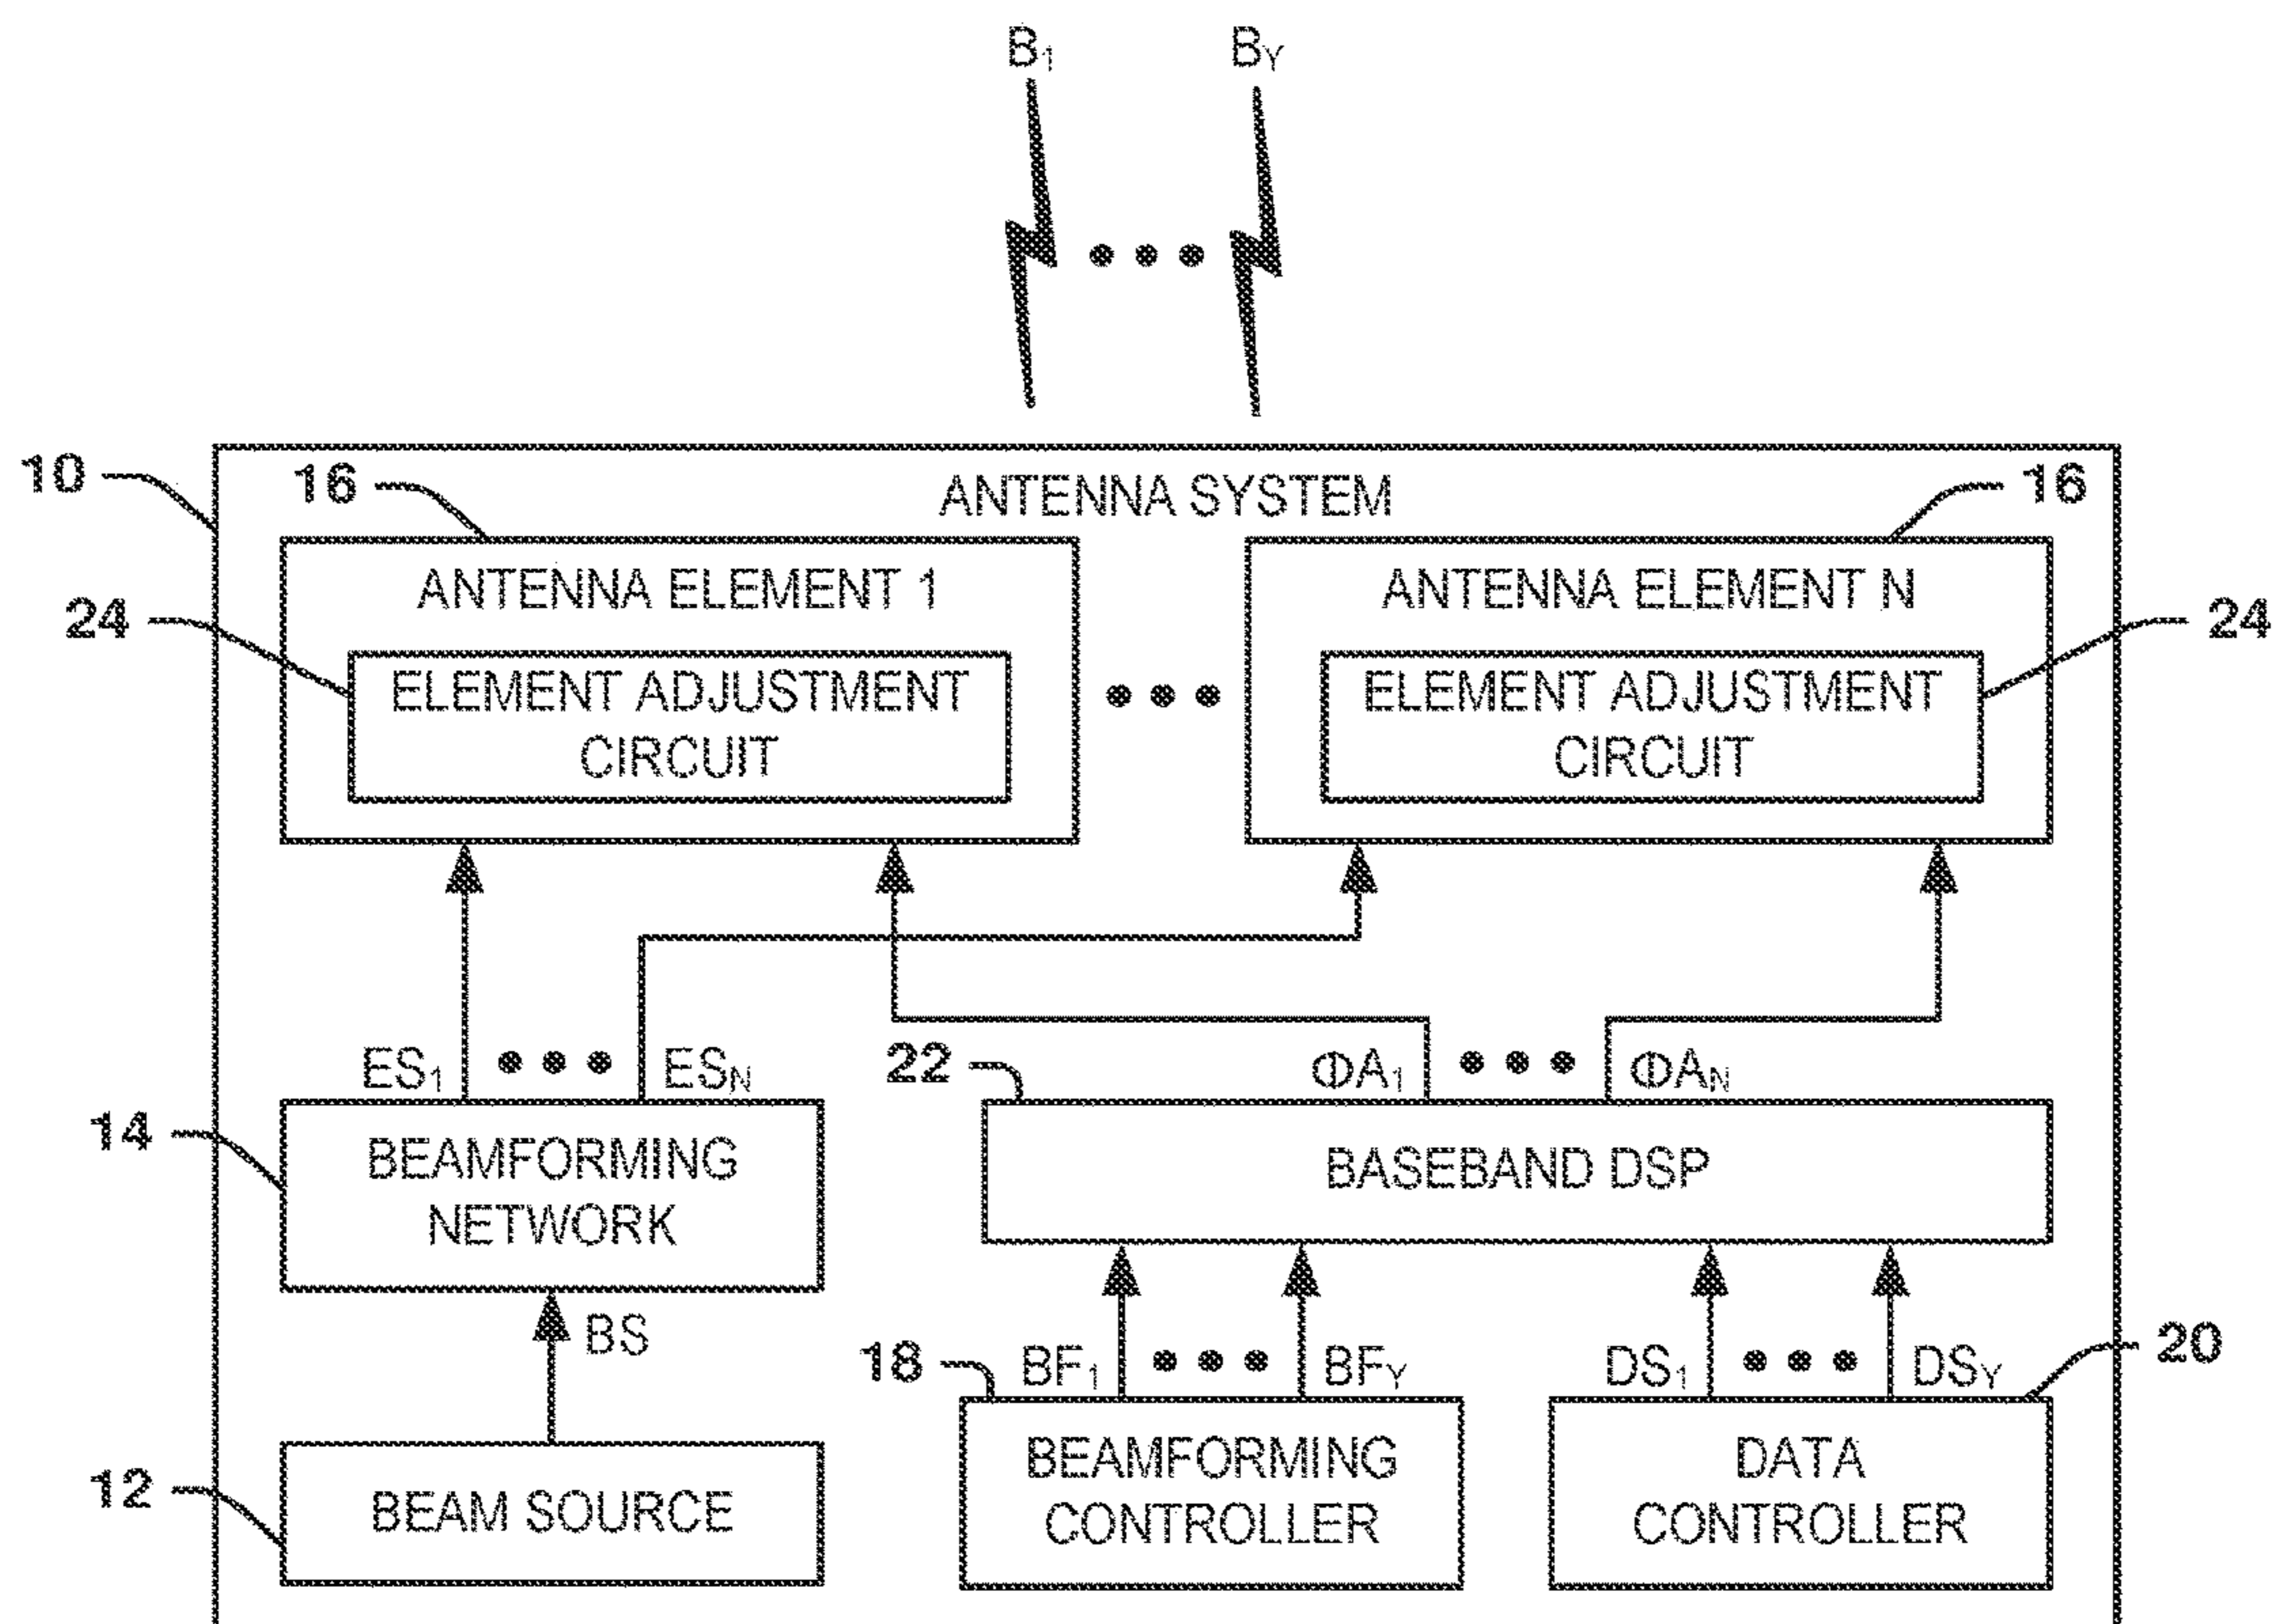 B1 BY
10 16 ANTENNA SYSTEM 16
ANTENNA ELEMENT 1 ANTENNA ELEMENT N
24 ELEMENT ADJUSTMENT ELEMENT ADJUSTMENT 24
CIRCUIT CIRCUIT
ES1 ESN 22 ΦA1 ΦAN
14 BEAMFORMING BASEBAND DSP
NETWORK
BS
18 BF1 BFY DS1 DSY 20
12 BEAM SOURCE BEAMFORMING DATA
CONTROLLER CONTROLLER